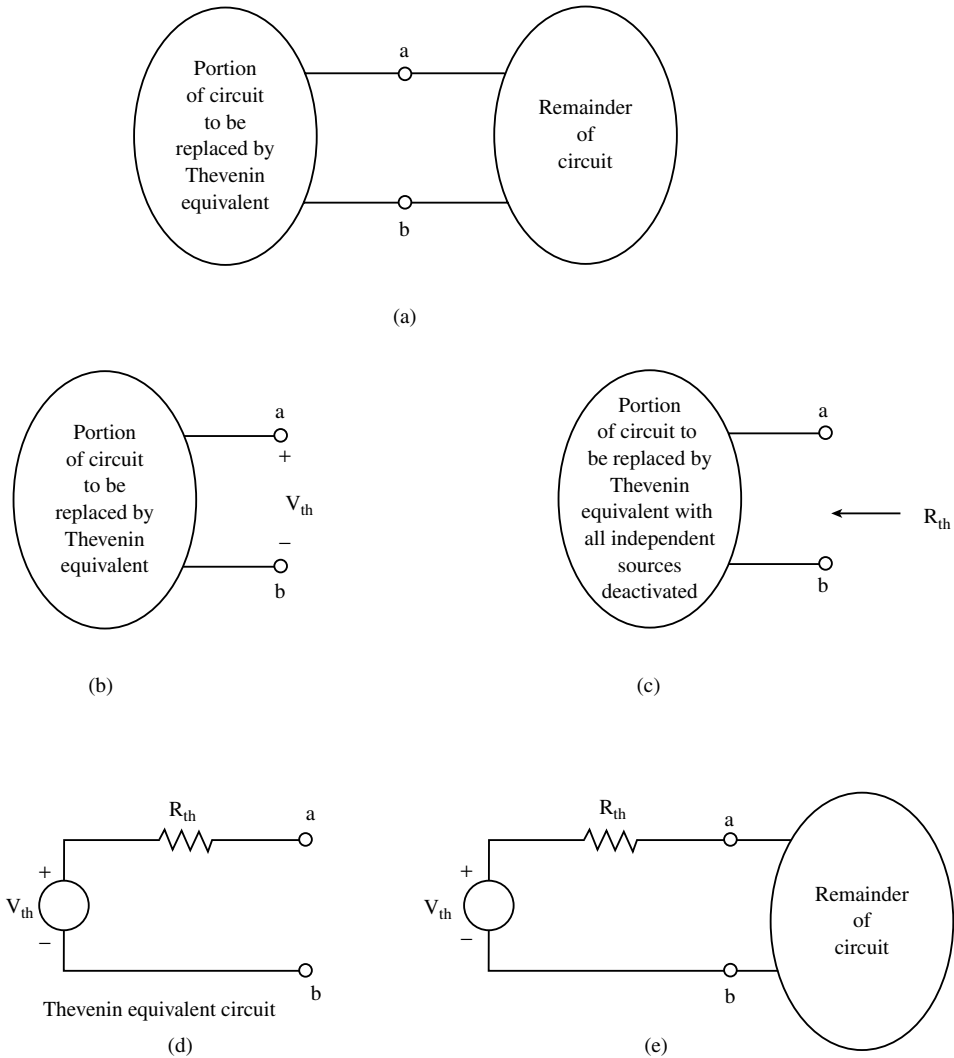 a
Portion
of circuit
to be
replaced by
Thevenin
equivalent
Remainder
of
circuit
b
(a)
Portion
of circuit
to be
replaced by
Thevenin
equivalent
a
+
V_th
−
b
(b)
Portion
of circuit to
be replaced by
Thevenin
equivalent with
all independent
sources
deactivated
a
R_th
b
(c)
R_th
a
+
V_th
−
b
Thevenin equivalent circuit
(d)
R_th
a
+
V_th
−
b
Remainder
of
circuit
(e)